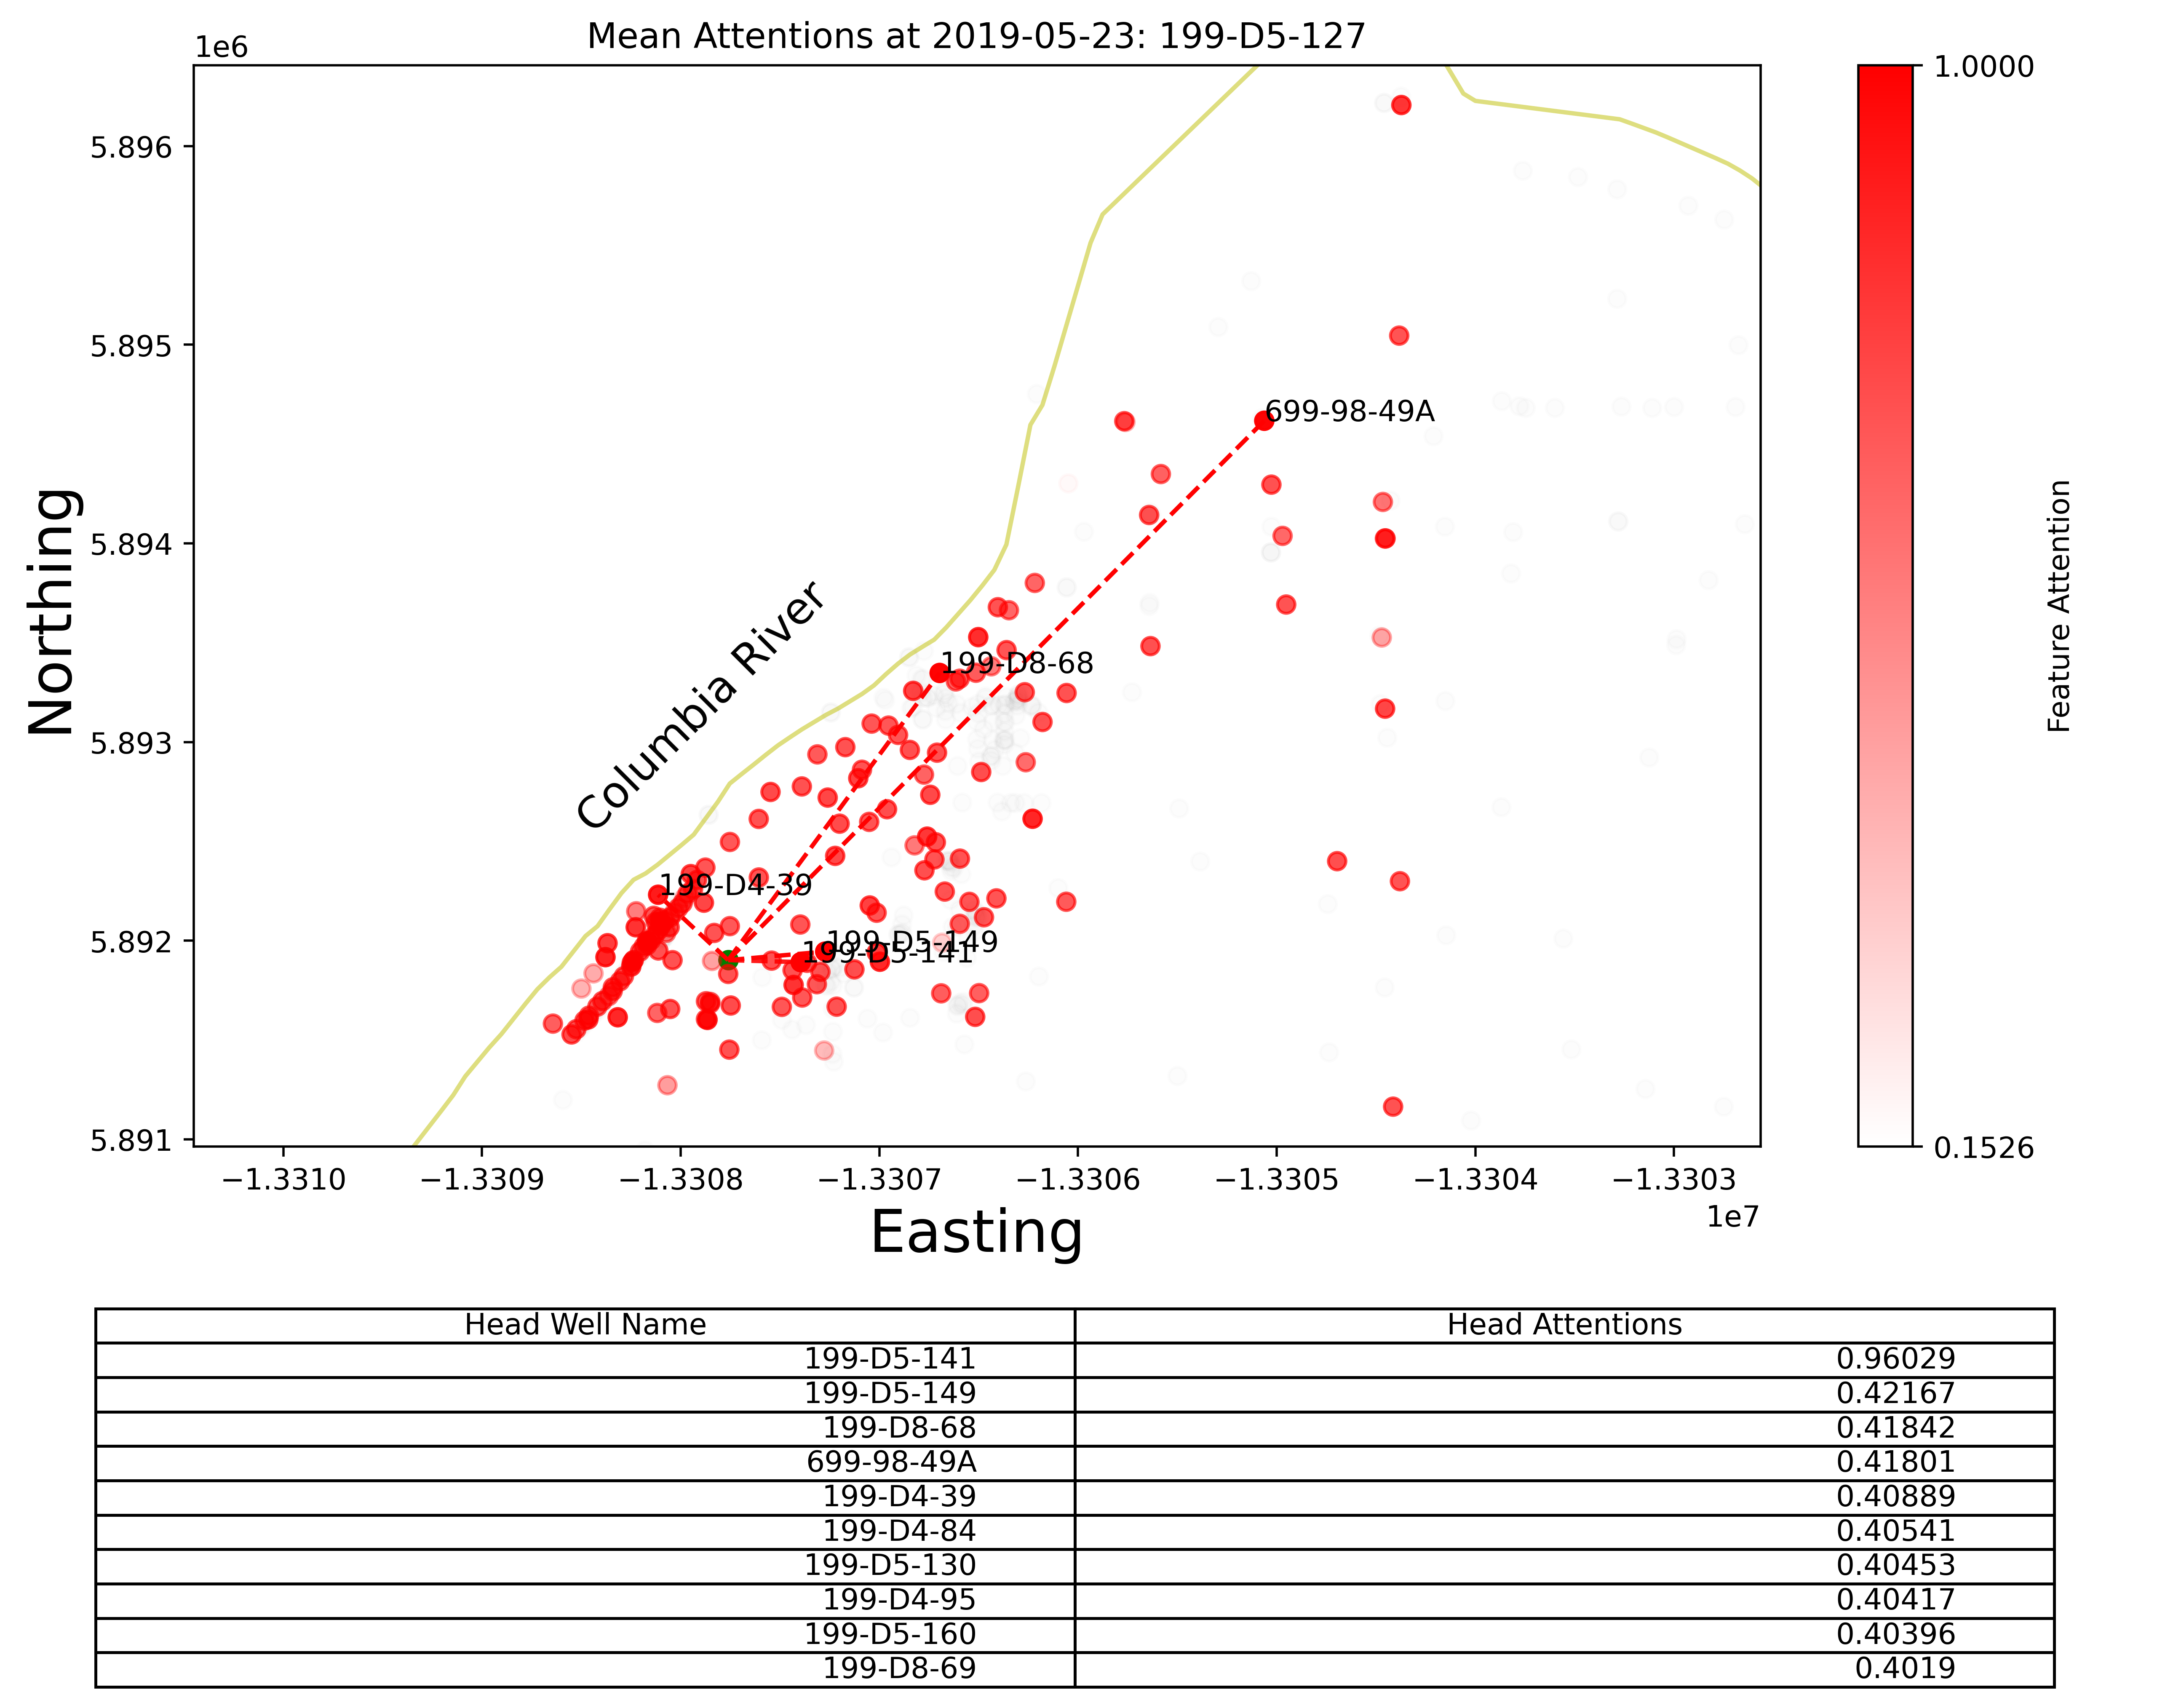 Mean Attentions at 2019-05-23: 199-D5-127
1e6
1.0000
5.896
5.895
699-98-49A
5.894
Northing
Columbia River
Feature Attention
199-D8-68
5.893
199-D4-39
5.892
199-D5-149
199-D5-141
5.891
0.1526
−1.3310 −1.3309 −1.3308 −1.3307 −1.3306 −1.3305 −1.3304 −1.3303
1e7
Easting
Head Well Name Head Attentions
199-D5-141 0.96029
199-D5-149 0.42167
199-D8-68 0.41842
699-98-49A 0.41801
199-D4-39 0.40889
199-D4-84 0.40541
199-D5-130 0.40453
199-D4-95 0.40417
199-D5-160 0.40396
199-D8-69 0.4019